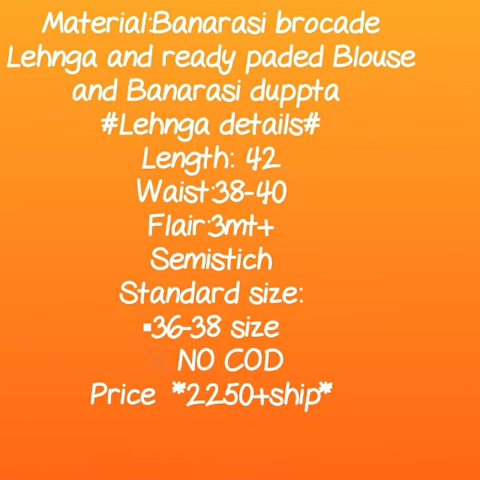 Material:Banarasi brocade
Lehnga and ready paded Blouse
and Banarasi duppta
#Lehnga details#
Length: 42
Waist:38-40
Flair:3mt+
Semistich
Standard size:
▪36-38 size
❌ NO COD
Price *2250+ship*